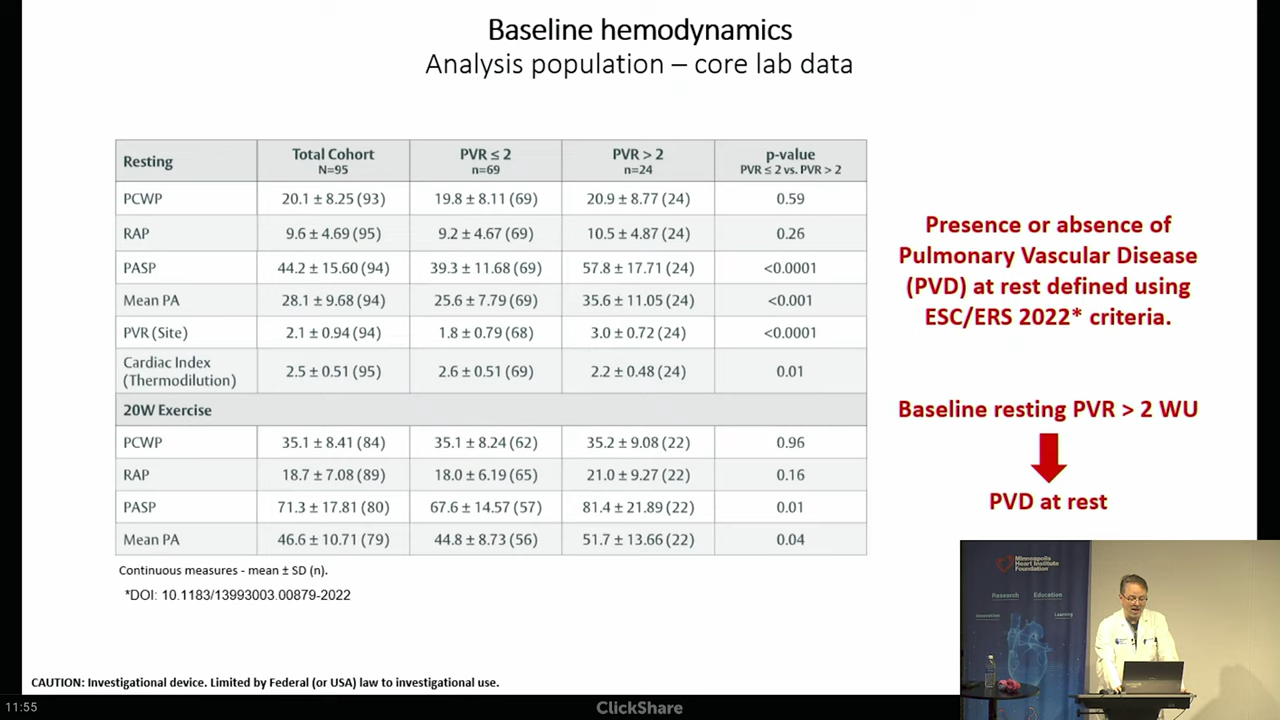 Baseline hemodynamics
Analysis population – core lab data
Resting Total Cohort N=95 PVR ≤ 2 n=69 PVR > 2 n=24 p-value PVR ≤ 2 vs. PVR > 2
PCWP 20.1 ± 8.25 (93) 19.8 ± 8.11 (69) 20.9 ± 8.77 (24) 0.59
RAP 9.6 ± 4.69 (95) 9.2 ± 4.67 (69) 10.5 ± 4.87 (24) 0.26
PASP 44.2 ± 15.60 (94) 39.3 ± 11.68 (69) 57.8 ± 17.71 (24) <0.0001
Mean PA 28.1 ± 9.68 (94) 25.6 ± 7.79 (69) 35.6 ± 11.05 (24) <0.001
PVR (Site) 2.1 ± 0.94 (94) 1.8 ± 0.79 (68) 3.0 ± 0.72 (24) <0.0001
Cardiac Index (Thermodilution) 2.5 ± 0.51 (95) 2.6 ± 0.51 (69) 2.2 ± 0.48 (24) 0.01
20W Exercise
PCWP 35.1 ± 8.41 (84) 35.1 ± 8.24 (62) 35.2 ± 9.08 (22) 0.96
RAP 18.7 ± 7.08 (89) 18.0 ± 6.19 (65) 21.0 ± 9.27 (22) 0.16
PASP 71.3 ± 17.81 (80) 67.6 ± 14.57 (57) 81.4 ± 21.89 (22) 0.01
Mean PA 46.6 ± 10.71 (79) 44.8 ± 8.73 (56) 51.7 ± 13.66 (22) 0.04
Continuous measures - mean ± SD (n).
*DOI: 10.1183/13993003.00879-2022
Presence or absence of
Pulmonary Vascular Disease
(PVD) at rest defined using
ESC/ERS 2022* criteria.
Baseline resting PVR > 2 WU
PVD at rest
Minneapolis
Heart Institute
Foundation
Research Education
Innovation Learning
CAUTION: Investigational device. Limited by Federal (or USA) law to investigational use.
11:55
ClickShare